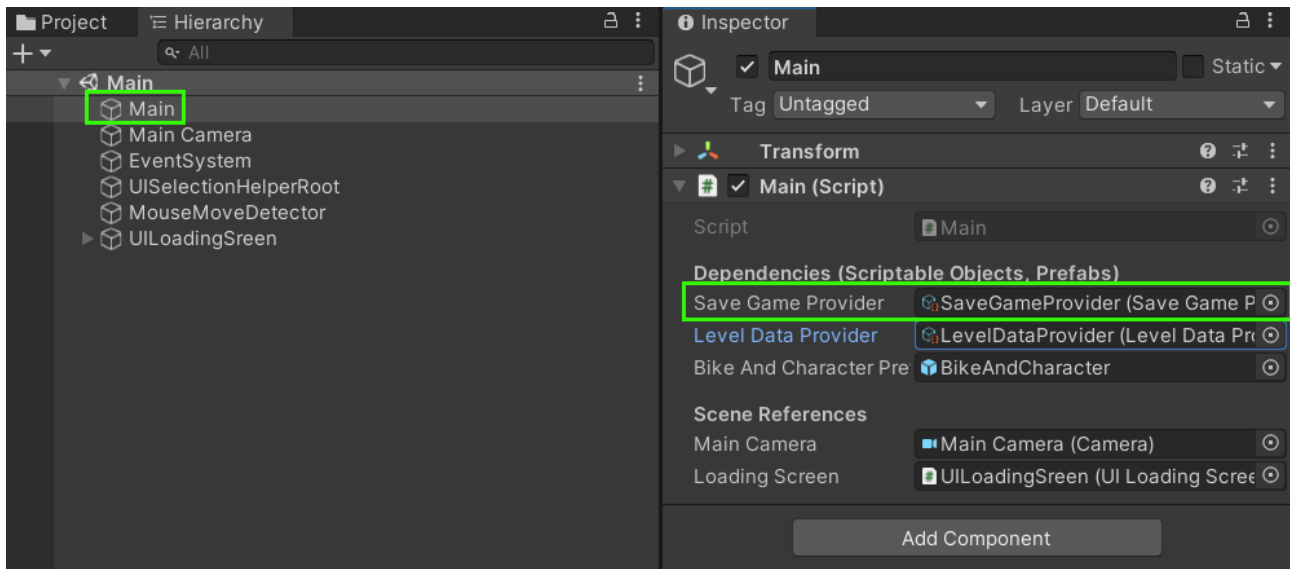 Project
Hierarchy
All
Main
Main
Main Camera
EventSystem
UISelectionHelperRoot
MouseMoveDetector
UILoadingSreen
Inspector
Main
Static
Tag Untagged Layer Default
Transform
# Main (Script)
Script Main
Dependencies (Scriptable Objects, Prefabs)
Save Game Provider SaveGameProvider (Save Game P
Level Data Provider LevelDataProvider (Level Data Pro
Bike And Character Pre BikeAndCharacter
Scene References
Main Camera Main Camera (Camera)
Loading Screen UILoadingSreen (UI Loading Scree
Add Component